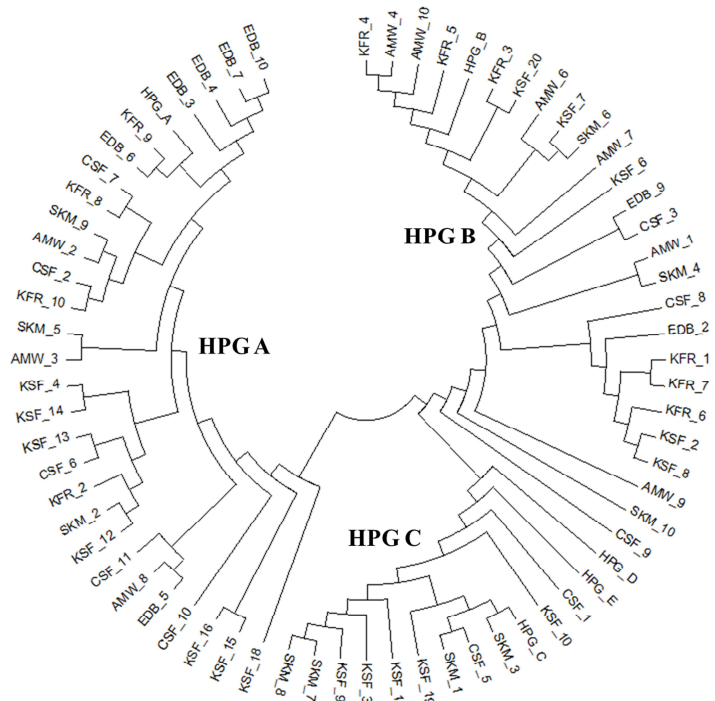 KFR_4
AMW_4
AMW_10
KFR_5
HPG_B
KFR_3
KSF_20
AMW_6
KSF_7
SKM_6
AMW_7
KSF_6
EDB_9
CSF_3
AMW_1
SKM_4
CSF_8
EDB_2
KFR_1
KFR_7
KFR_6
KSF_2
KSF_8
AMW_9
SKM_10
CSF_9
HPG_D
HPG_E
CSF_1
KSF_10
HPG_C
SKM_3
CSF_5
SKM_1
KSF_19
KSF_1
KSF_3
KSF_9
SKM_7
SKM_8
KSF_18
KSF_15
KSF_16
CSF_10
EDB_5
AMW_8
CSF_11
KSF_12
SKM_2
KFR_2
CSF_6
KSF_13
KSF_14
KSF_4
AMW_3
SKM_5
KFR_10
CSF_2
AMW_2
SKM_9
KFR_8
CSF_7
EDB_6
KFR_9
HPG_A
EDB_3
EDB_4
EDB_7
EDB_10
HPG B
HPG A
HPG C